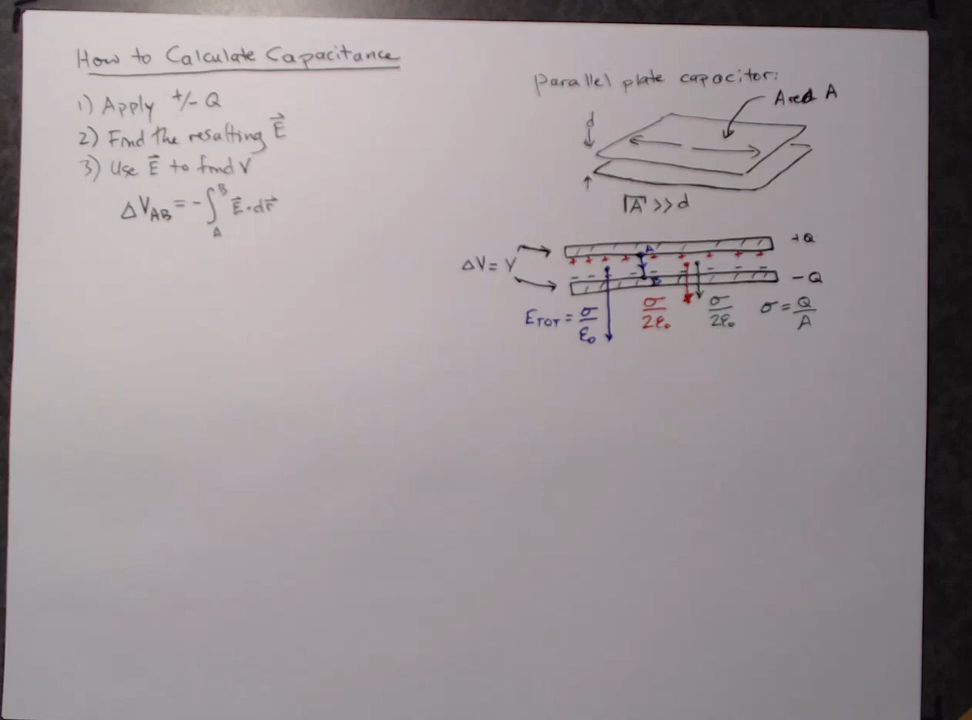 How to Calculate Capacitance
1) Apply +/- Q
2) Find the resulting E⃗
3) Use E⃗ to find V
ΔV_AB = -∫_A^B E⃗·dr⃗
Parallel plate capacitor:
Area A
d
√A >> d
+Q
A
+ + + + + + + + +
ΔV = V
- - - - - - - - -
B
-Q
E_TOT = σ/ε₀
σ/2ε₀
σ/2ε₀
σ = Q/A